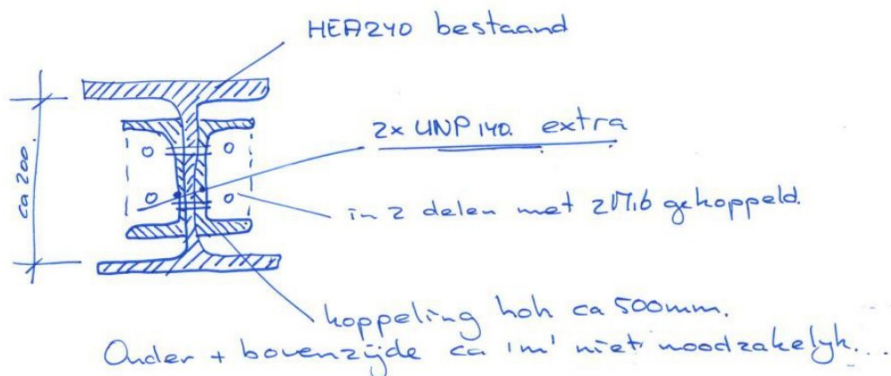 HEA240 bestaand
2x UNP140. extra
ca 200.
in 2 delen met 2M16 gekoppeld.
koppeling hoh ca 500mm.
Onder + bovenzijde ca 1m' niet noodzakelijk...